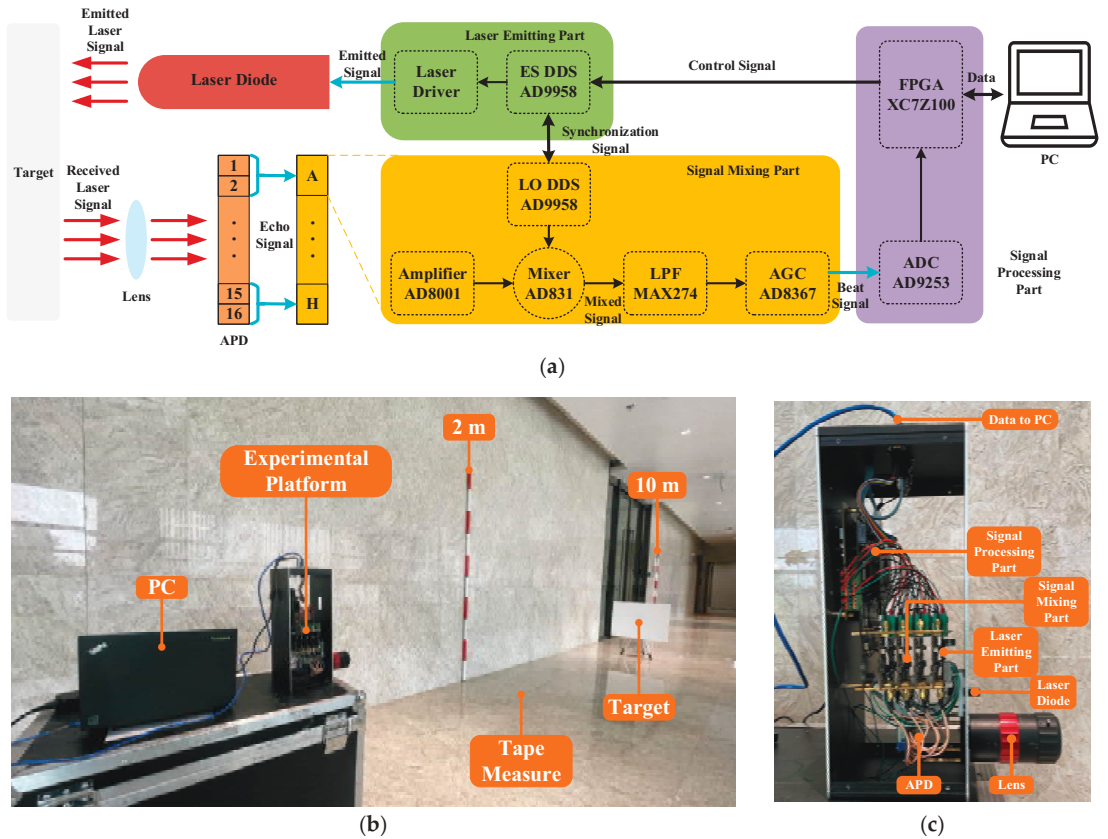 Emitted
Laser
Signal
Laser Diode
Emitted
Signal
Laser Emitting Part
Laser
Driver
ES DDS
AD9958
Control Signal
FPGA
XC7Z100
Data
PC
Synchronization
Signal
Target
Received
Laser
Signal
Lens
1
2
15
16
APD
Echo
Signal
A
H
Signal Mixing Part
LO DDS
AD9958
Amplifier
AD8001
Mixer
AD831
Mixed
Signal
LPF
MAX274
AGC
AD8367
Beat
Signal
ADC
AD9253
Signal
Processing
Part
(a)
2 m
Experimental
Platform
10 m
PC
Target
Tape
Measure
(b)
Data to PC
Signal
Processing
Part
Signal
Mixing
Part
Laser
Emitting
Part
Laser
Diode
APD
Lens
(c)